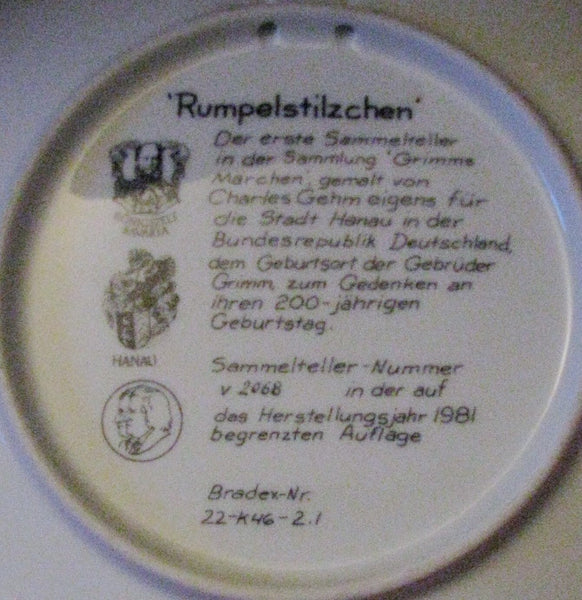 'Rumpelstilzchen'
Der erste Sammelteller
in der Sammlung 'Grimms
Märchen', gemalt von
Charles Gehm eigens für
die Stadt Hanau in der
Bundesrepublik Deutschland,
dem Geburtsort der Gebrüder
Grimm, zum Gedenken an
ihren 200-jährigen
Geburtstag.
HANAU
Sammelteller-Nummer
v 2068 in der auf
das Herstellungsjahr 1981
begrenzten Auflage
Bradex-Nr.
22-K46-2.1